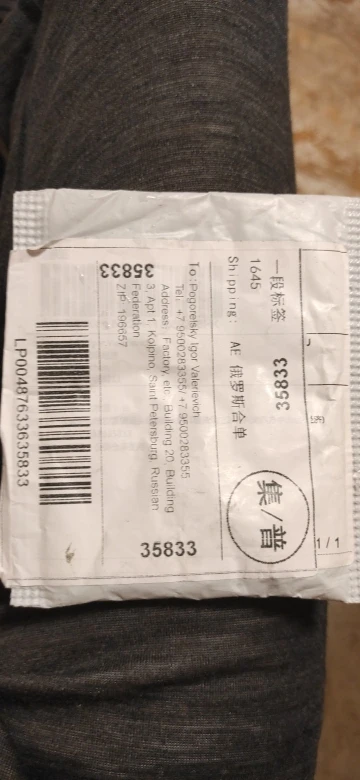 1/1
一段标签
35833
1645
Shipping: AE 俄罗斯合单
集/普
To: Pogorelsky Igor Valerievich
Tel: +7 9500283355/+7 9500283355
Address: Factory, etc., Building 20, Building
3, Apt 1, Kolpino, Saint Petersburg, Russian
Federation
ZIP: 196657
35833
35833
LP00487633635833